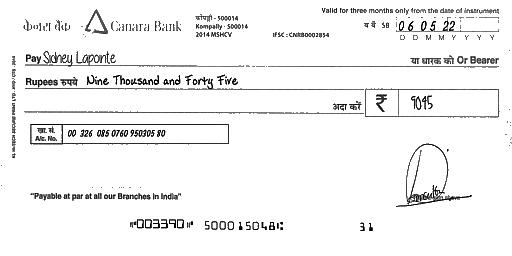 Valid for three months only from the date of instrument
केनरा बैंक Canara Bank
कोंपल्ली - 500014
Kompally - 500014
2014 MSHCV
IFSC : CNRB0002854
06 05 22
D D M M Y Y Y Y
Pay Sidney Laponte
या धारक को Or Bearer
Rupees रुपये Nine Thousand and Forty Five
अदा करें ₹ 9045
खा. सं.
A/c. No. 00 326 085 0760 950305 80
"Payable at par at all our Branches in India"
⑈003390⑈ 500015048⑆ 31